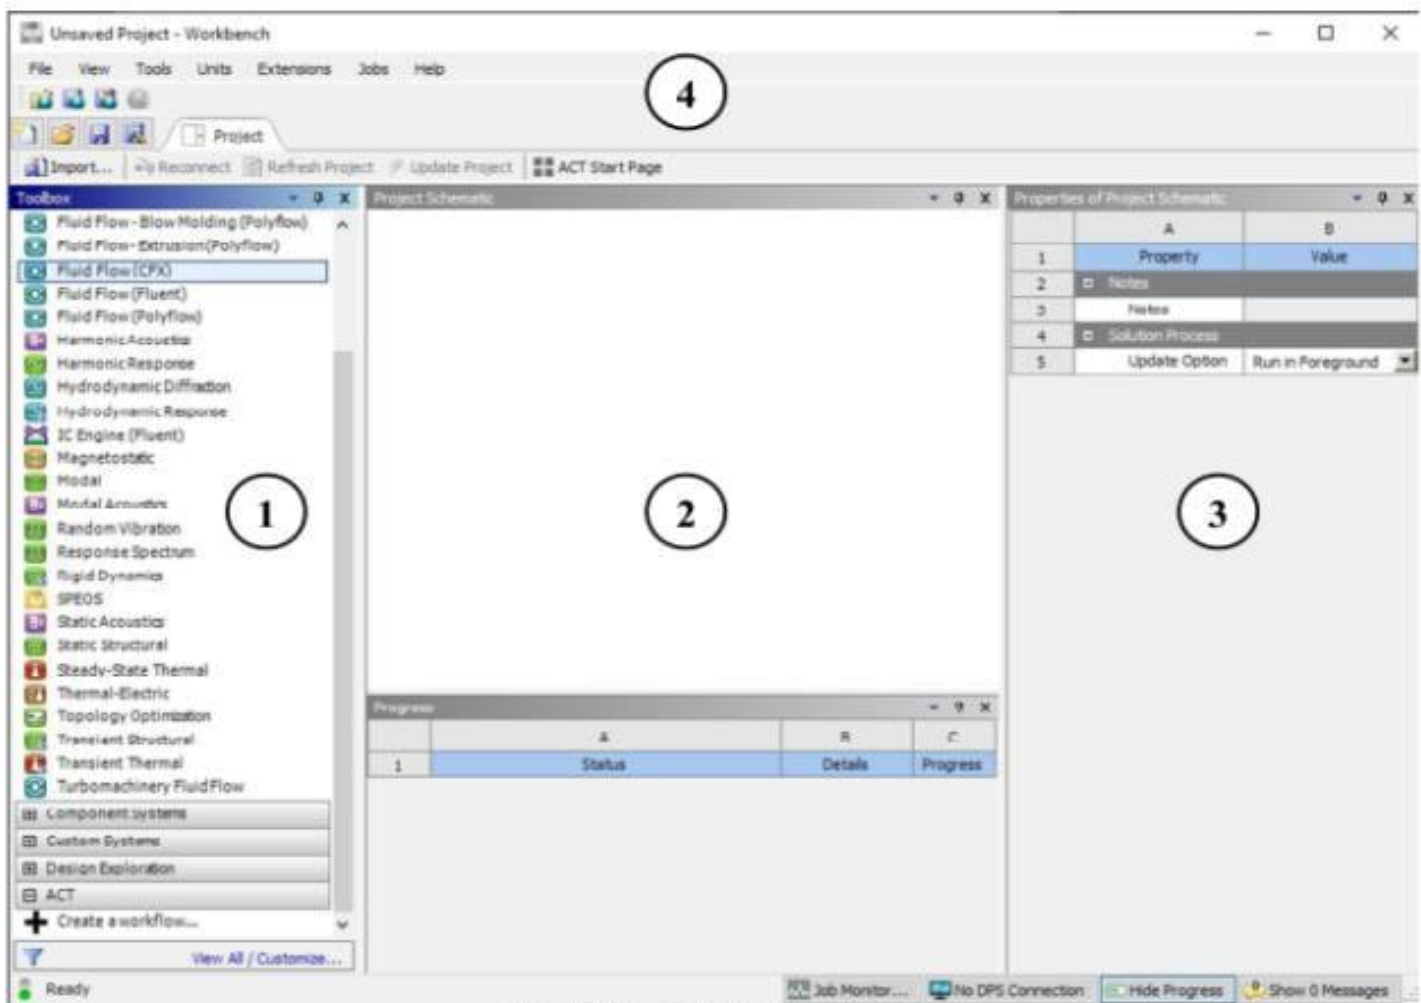 Unsaved Project - Workbench
File View Tools Units Extensions Jobs Help
4
Project
Import... Reconnect Refresh Project Update Project ACT Start Page
Toolbox
Fluid Flow - Blow Molding (Polyflow)
Fluid Flow - Extrusion (Polyflow)
Fluid Flow (CFX)
Fluid Flow (Fluent)
Fluid Flow (Polyflow)
Harmonic Acoustics
Harmonic Response
Hydrodynamic Diffraction
Hydrodynamic Response
IC Engine (Fluent)
Magnetostatic
Modal
Modal Acoustics
Random Vibration
Response Spectrum
Rigid Dynamics
SPEOS
Static Acoustics
Static Structural
Steady-State Thermal
Thermal-Electric
Topology Optimization
Transient Structural
Transient Thermal
Turbomachinery Fluid Flow
Component Systems
Custom Systems
Design Exploration
ACT
Create a workflow...
View All / Customize...
1
Project Schematic
2
Progress
A B C
1 Status Details Progress
Properties of Project Schematic
A B
1 Property Value
2 Notes
3 Notes
4 Solution Process
5 Update Option Run in Foreground
3
Ready
Job Monitor... No DPS Connection Hide Progress Show 0 Messages